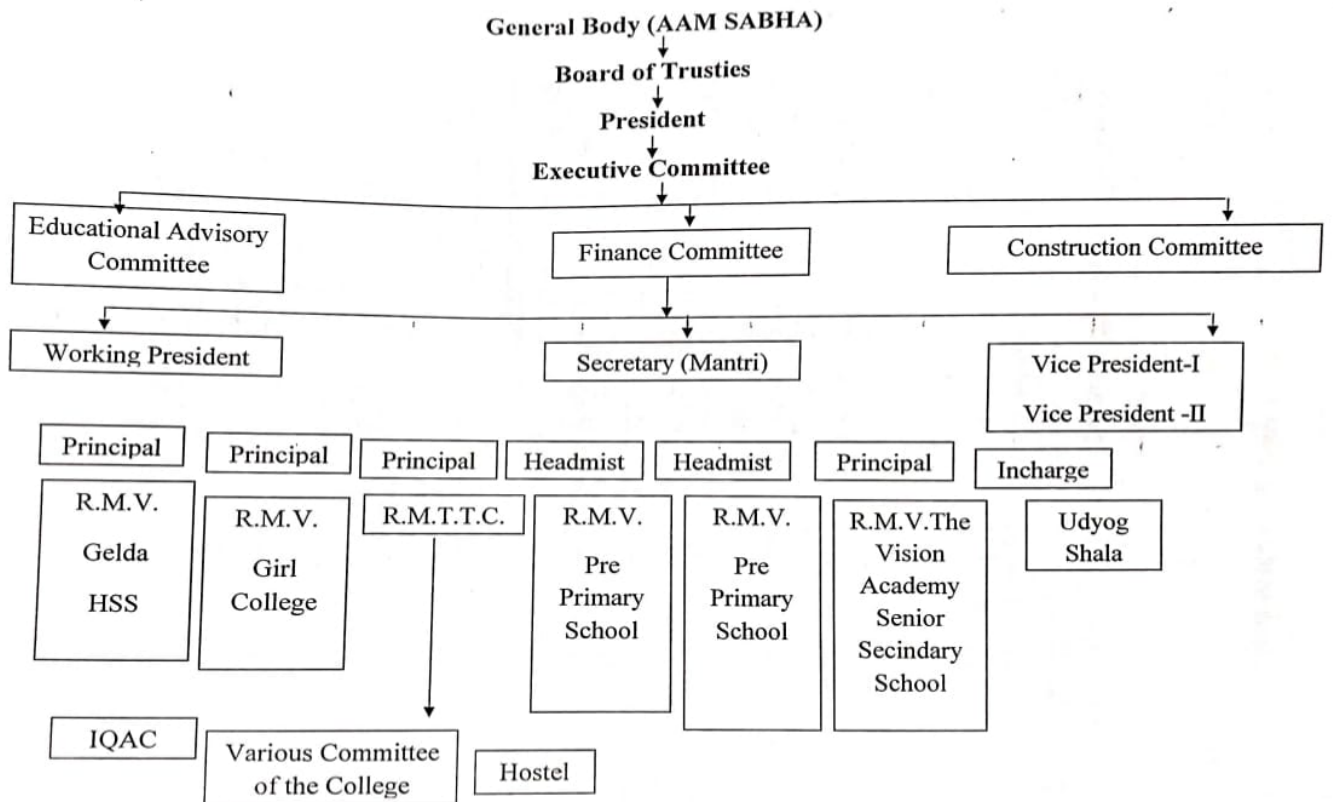 General Body (AAM SABHA)
Board of Trusties
President
Executive Committee
Educational Advisory
Committee
Finance Committee
Construction Committee
Working President
Secretary (Mantri)
Vice President-I
Vice President -II
Principal
Principal
Principal
Headmist
Headmist
Principal
Incharge
R.M.V.
Gelda
HSS
R.M.V.
Girl
College
R.M.T.T.C.
R.M.V.
Pre
Primary
School
R.M.V.
Pre
Primary
School
R.M.V.The
Vision
Academy
Senior
Secindary
School
Udyog
Shala
IQAC
Various Committee
of the College
Hostel